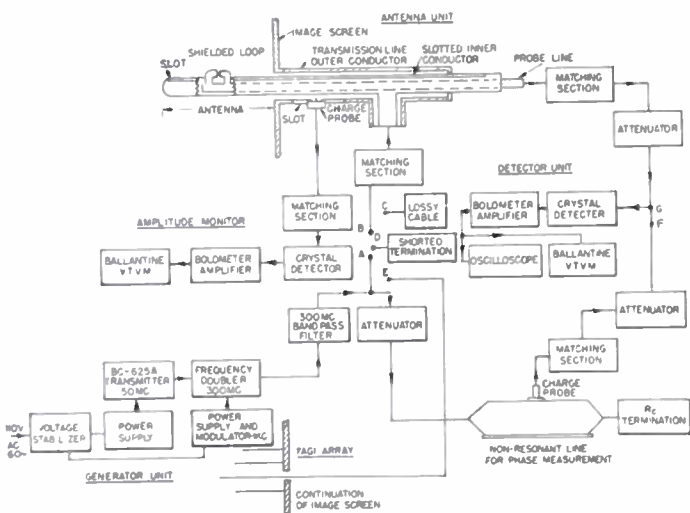 ANTENNA UNIT
IMAGE SCREEN
SHIELDED LOOP
TRANSMISSION LINE
OUTER CONDUCTOR
SLOTTED INNER
CONDUCTOR
PROBE LINE
SLOT
MATCHING
SECTION
ANTENNA
SLOT
CHARGE
PROBE
ATTENUATOR
MATCHING
SECTION
DETECTOR UNIT
MATCHING
SECTION
C
LOSSY
CABLE
BOLOMETER
AMPLIFIER
CRYSTAL
DETECTER
G
F
AMPLITUDE MONITOR
B
D
SHORTED
TERMINATION
A
BALLANTINE
V.T.V.M.
BOLOMETER
AMPLIFIER
CRYSTAL
DETECTOR
E
OSCILLOSCOPE
BALLANTINE
V.T.V.M
300 MC
BAND PASS
FILTER
ATTENUATOR
ATTENUATOR
MATCHING
SECTION
BC-625A
TRANSMITTER
50MC
FREQUENCY
DOUBLER
300MC
CHARGE
PROBE
110V
AC
60~
VOLTAGE
STABILIZER
POWER
SUPPLY
POWER
SUPPLY AND
MODULATOR-1KC
RC
TERMINATION
YAGI ARRAY
NON-RESONANT LINE
FOR PHASE MEASUREMENT
GENERATOR UNIT
CONTINUATION
OF IMAGE SCREEN